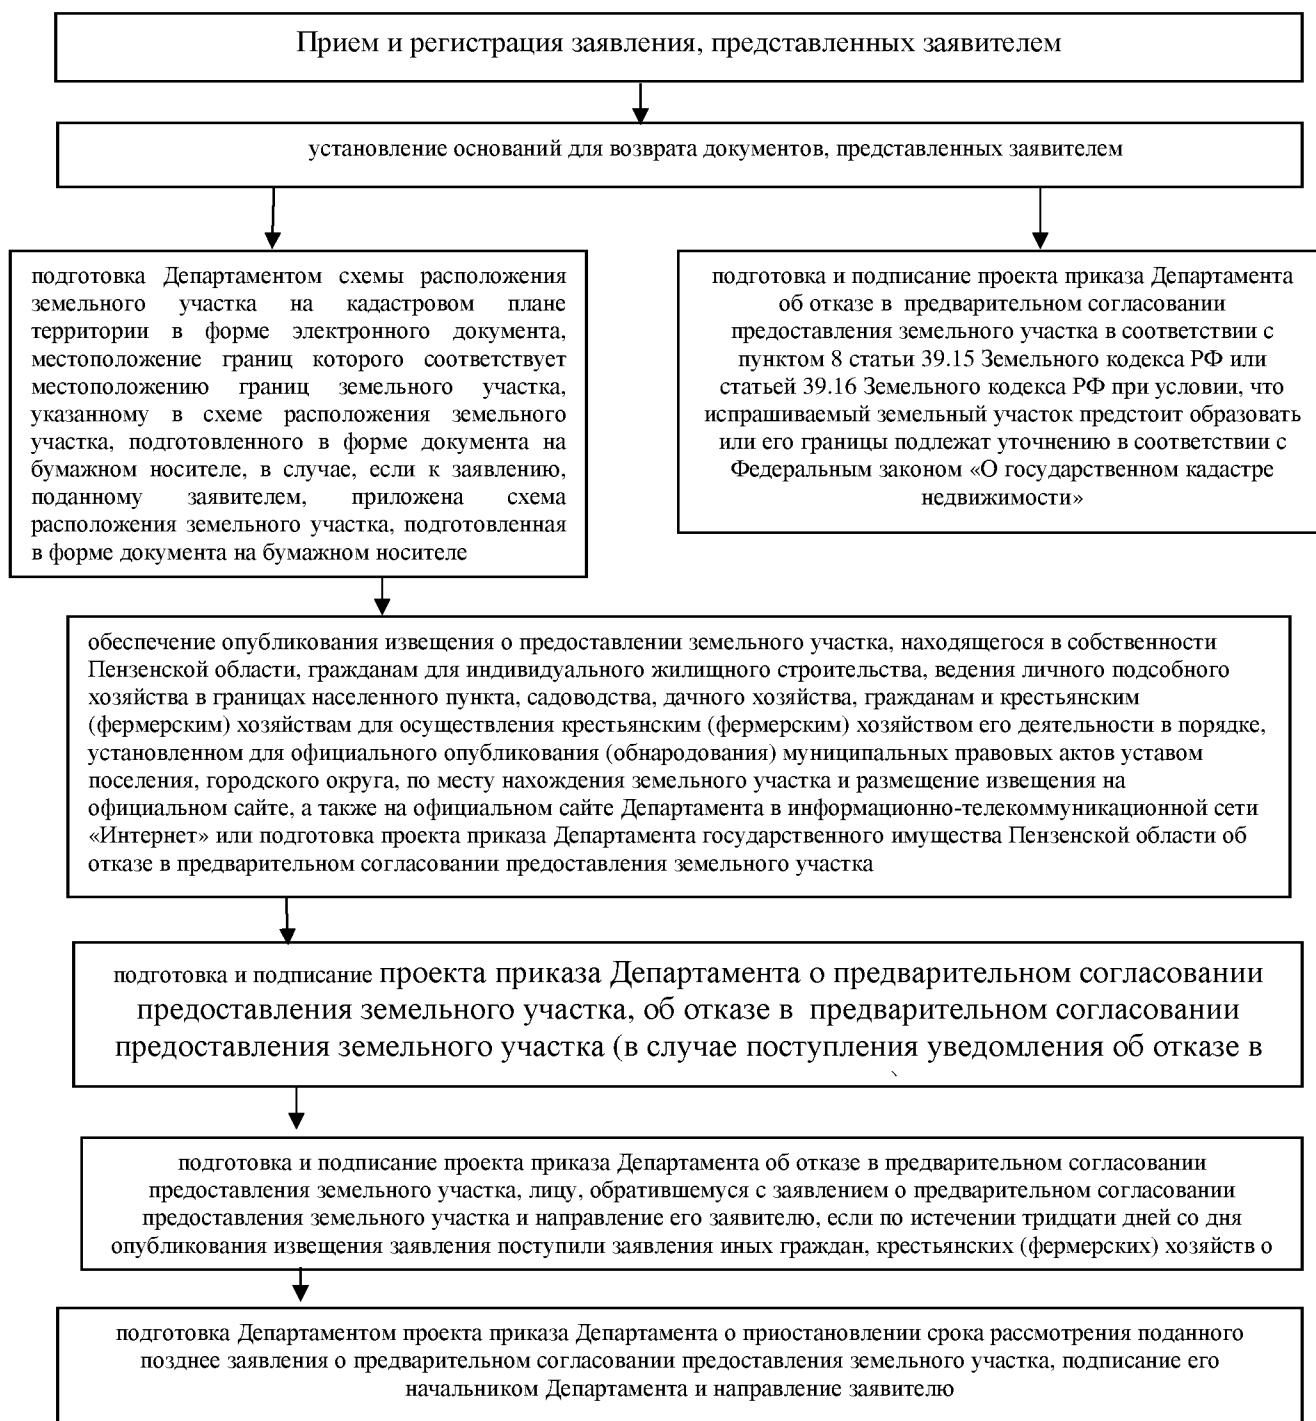 Прием и регистрация заявления, представленных заявителем
установление оснований для возврата документов, представленных заявителем
подготовка Департаментом схемы расположения
земельного участка на кадастровом плане
территории в форме электронного документа,
местоположение границ которого соответствует
местоположению границ земельного участка,
указанному в схеме расположения земельного
участка, подготовленного в форме документа на
бумажном носителе, в случае, если к заявлению,
поданному заявителем, приложена схема
расположения земельного участка, подготовленная
в форме документа на бумажном носителе
подготовка и подписание проекта приказа Департамента
об отказе в предварительном согласовании
предоставления земельного участка в соответствии с
пунктом 8 статьи 39.15 Земельного кодекса РФ или
статьей 39.16 Земельного кодекса РФ при условии, что
испрашиваемый земельный участок предстоит образовать
или его границы подлежат уточнению в соответствии с
Федеральным законом «О государственном кадастре
недвижимости»
обеспечение опубликования извещения о предоставлении земельного участка, находящегося в собственности
Пензенской области, гражданам для индивидуального жилищного строительства, ведения личного подсобного
хозяйства в границах населенного пункта, садоводства, дачного хозяйства, гражданам и крестьянским
(фермерским) хозяйствам для осуществления крестьянским (фермерским) хозяйством его деятельности в порядке,
установленном для официального опубликования (обнародования) муниципальных правовых актов уставом
поселения, городского округа, по месту нахождения земельного участка и размещение извещения на
официальном сайте, а также на официальном сайте Департамента в информационно-телекоммуникационной сети
«Интернет» или подготовка проекта приказа Департамента государственного имущества Пензенской области об
отказе в предварительном согласовании предоставления земельного участка
подготовка и подписание проекта приказа Департамента о предварительном согласовании
предоставления земельного участка, об отказе в предварительном согласовании
предоставления земельного участка (в случае поступления уведомления об отказе в
подготовка и подписание проекта приказа Департамента об отказе в предварительном согласовании
предоставления земельного участка, лицу, обратившемуся с заявлением о предварительном согласовании
предоставления земельного участка и направление его заявителю, если по истечении тридцати дней со дня
опубликования извещения заявления поступили заявления иных граждан, крестьянских (фермерских) хозяйств о
подготовка Департаментом проекта приказа Департамента о приостановлении срока рассмотрения поданного
позднее заявления о предварительном согласовании предоставления земельного участка, подписание его
начальником Департамента и направление заявителю